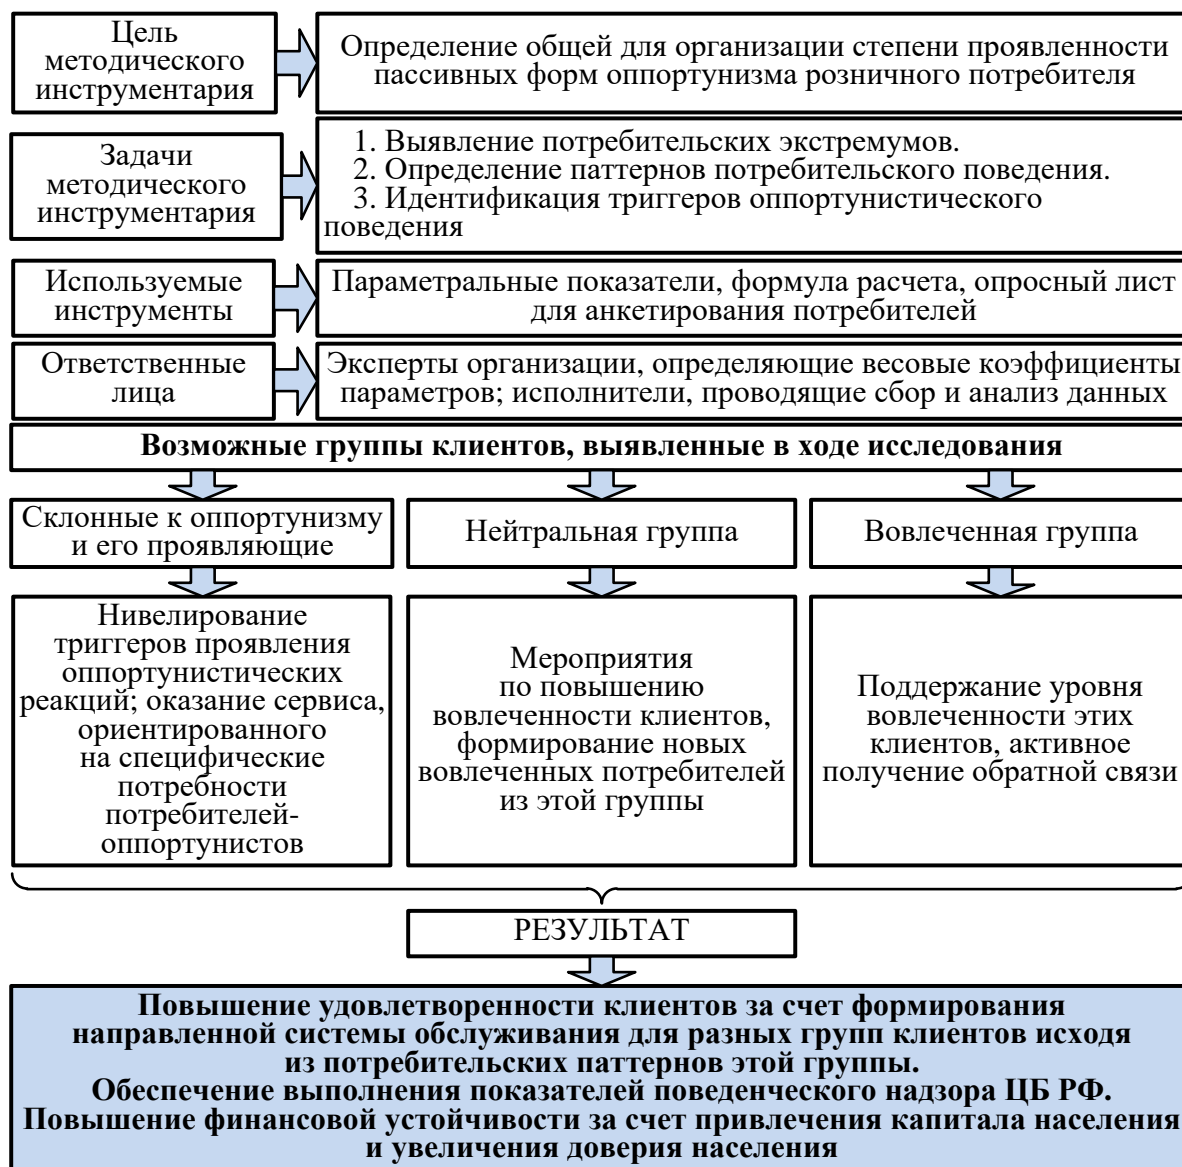 Цель
методического
инструментария
Определение общей для организации степени проявленности
пассивных форм оппортунизма розничного потребителя
Задачи
методического
инструментария
1. Выявление потребительских экстремумов.
2. Определение паттернов потребительского поведения.
3. Идентификация триггеров оппортунистического
поведения
Используемые
инструменты
Параметральные показатели, формула расчета, опросный лист
для анкетирования потребителей
Ответственные
лица
Эксперты организации, определяющие весовые коэффициенты
параметров; исполнители, проводящие сбор и анализ данных
Возможные группы клиентов, выявленные в ходе исследования
Склонные к оппортунизму
и его проявляющие
Нейтральная группа
Вовлеченная группа
Нивелирование
триггеров проявления
оппортунистических
реакций; оказание сервиса,
ориентированного
на специфические
потребности
потребителей-
оппортунистов
Мероприятия
по повышению
вовлеченности клиентов,
формирование новых
вовлеченных потребителей
из этой группы
Поддержание уровня
вовлеченности этих
клиентов, активное
получение обратной связи
РЕЗУЛЬТАТ
Повышение удовлетворенности клиентов за счет формирования
направленной системы обслуживания для разных групп клиентов исходя
из потребительских паттернов этой группы.
Обеспечение выполнения показателей поведенческого надзора ЦБ РФ.
Повышение финансовой устойчивости за счет привлечения капитала населения
и увеличения доверия населения